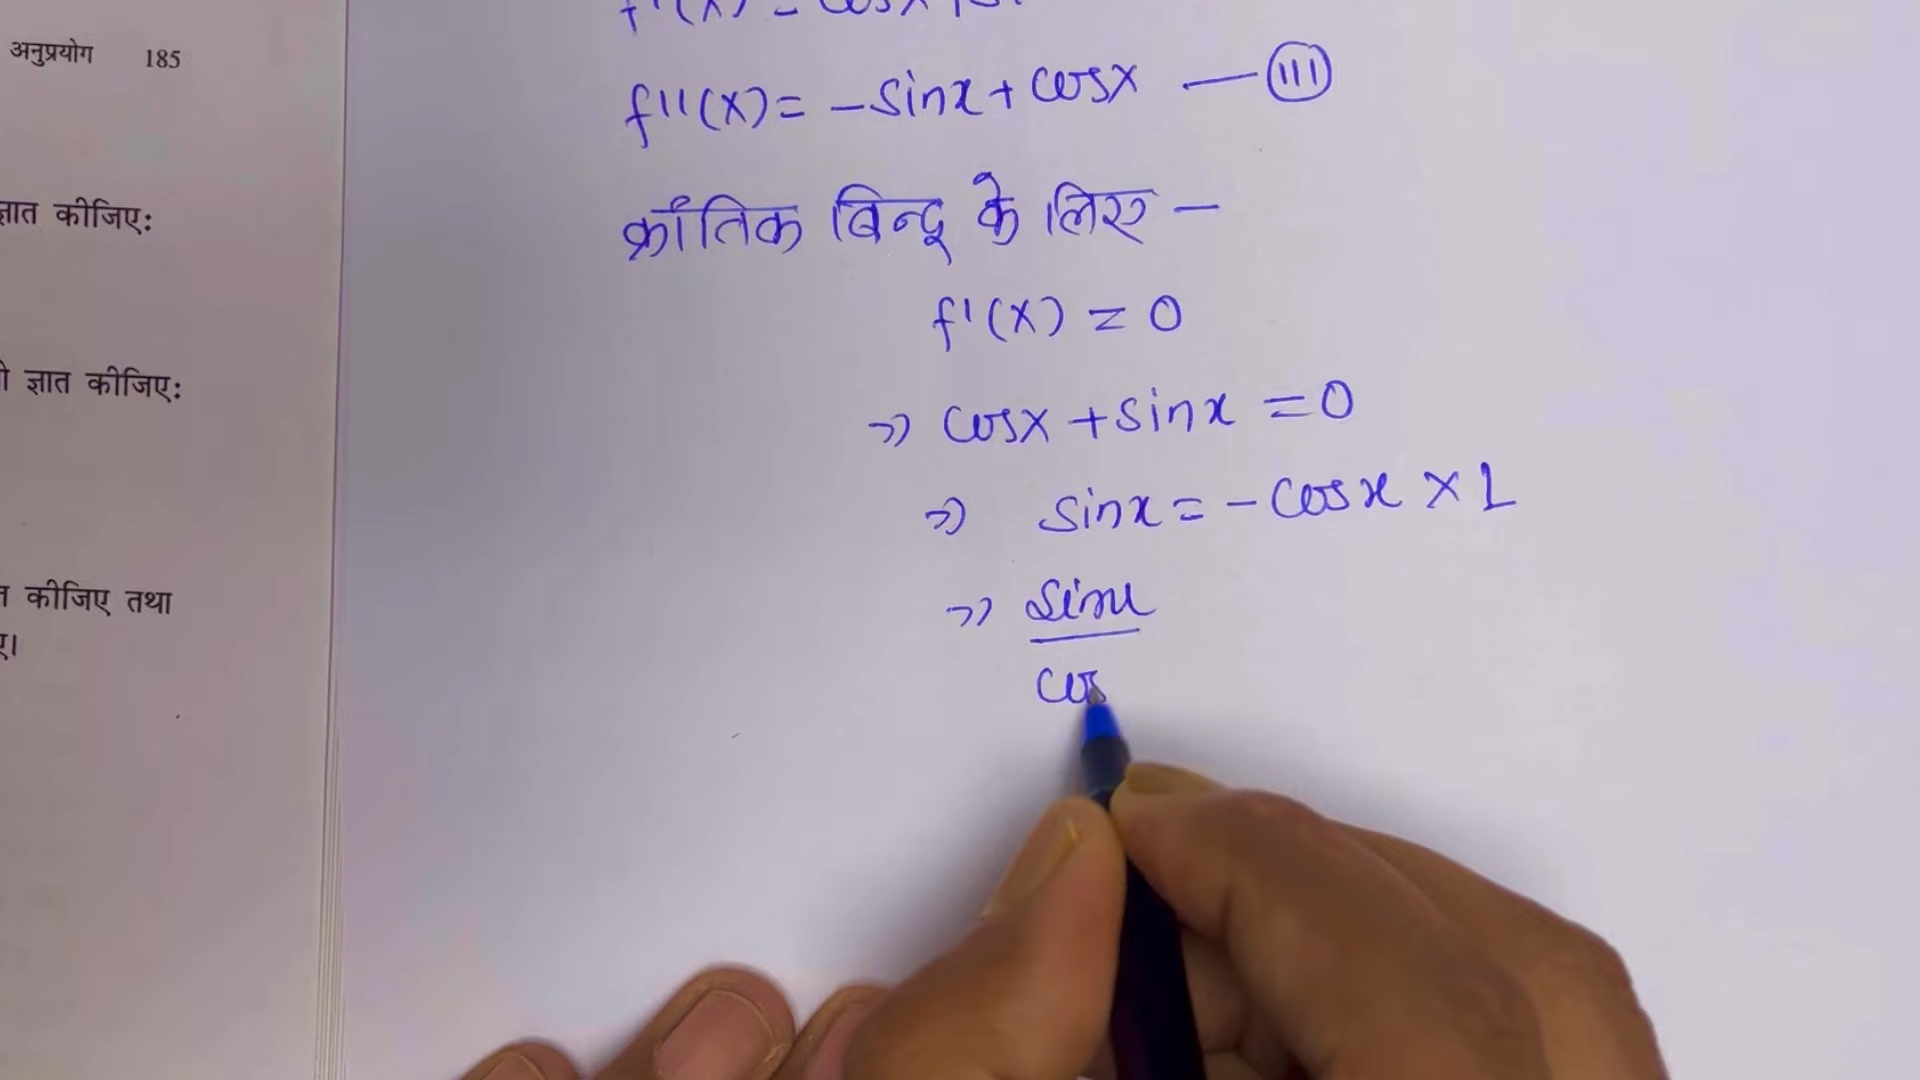 अनुप्रयोग 185
ज्ञात कीजिए:
ज्ञात कीजिए:
कीजिए तथा
f''(x) = -sinx + cosx — (III)
क्रांतिक बिन्दू के लिए –
f'(x) = 0
=> cosx + sinx = 0
=> sinx = -cosx × 1
=> sinx
cos